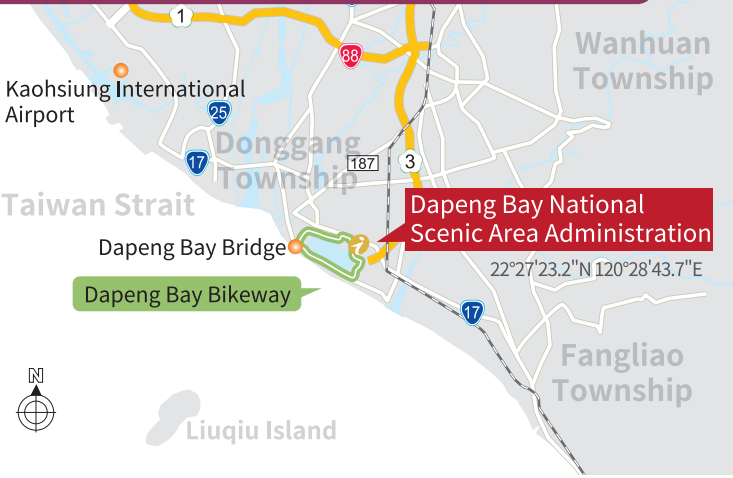 1
88
Wanhuan
Township
Kaohsiung International
Airport
25
Donggang
Township
17
187
3
Taiwan Strait
Dapeng Bay National
Scenic Area Administration
Dapeng Bay Bridge
i
22°27'23.2"N 120°28'43.7"E
Dapeng Bay Bikeway
17
Fangliao
Township
N
Liuqiu Island